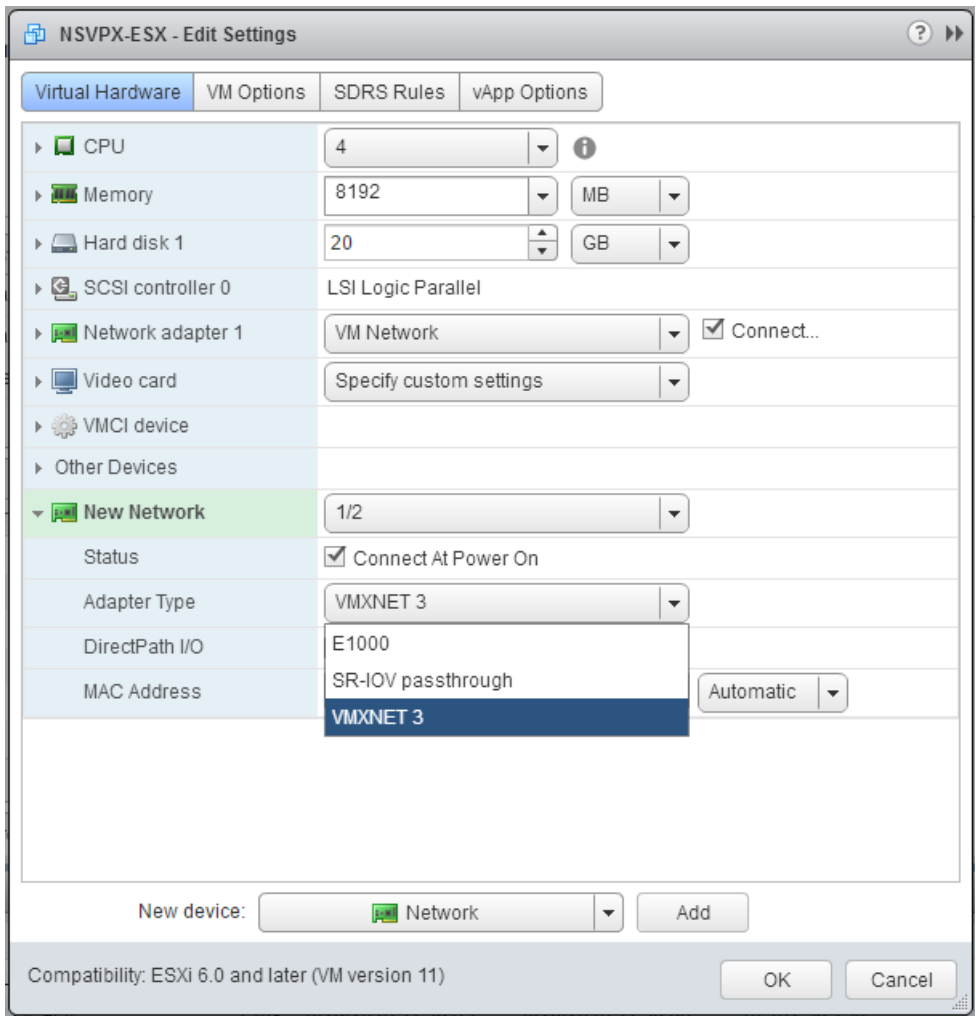 NSVPX-ESX - Edit Settings
Virtual Hardware VM Options SDRS Rules vApp Options
CPU 4
Memory 8192 MB
Hard disk 1 20 GB
SCSI controller 0 LSI Logic Parallel
Network adapter 1 VM Network Connect...
Video card Specify custom settings
VMCI device
Other Devices
New Network 1/2
Status Connect At Power On
Adapter Type VMXNET 3
DirectPath I/O E1000
SR-IOV passthrough
MAC Address Automatic
VMXNET 3
New device: Network Add
Compatibility: ESXi 6.0 and later (VM version 11) OK Cancel